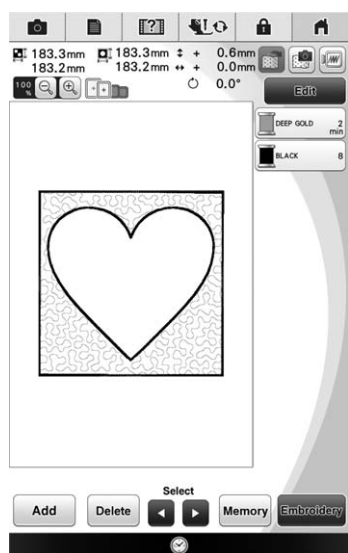 ?
183.3mm 183.3mm + 0.6mm
183.2mm 183.2mm + 0.0mm
100 % 0.0°
Edit
DEEP GOLD 2 min
BLACK 8
Select
Add Delete Memory Embroidery